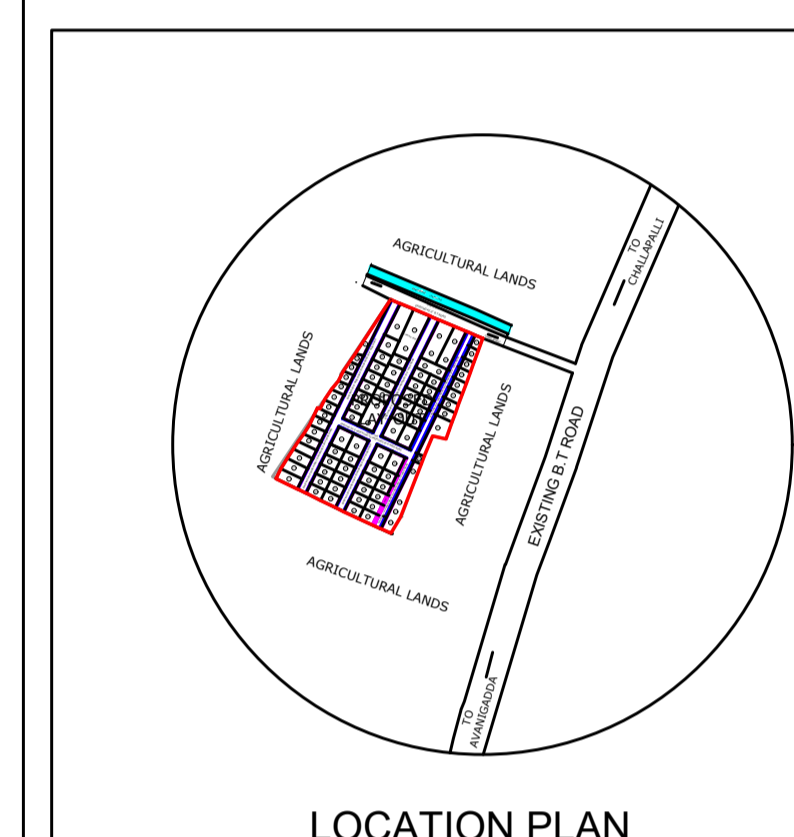 TO
CHALLAPALLI
AGRICULTURAL LANDS
AGRICULTURAL LANDS
AGRICULTURAL LANDS
EXISTING B.T ROAD
AGRICULTURAL LANDS
TO
AVANIGADDA
LOCATION PLAN